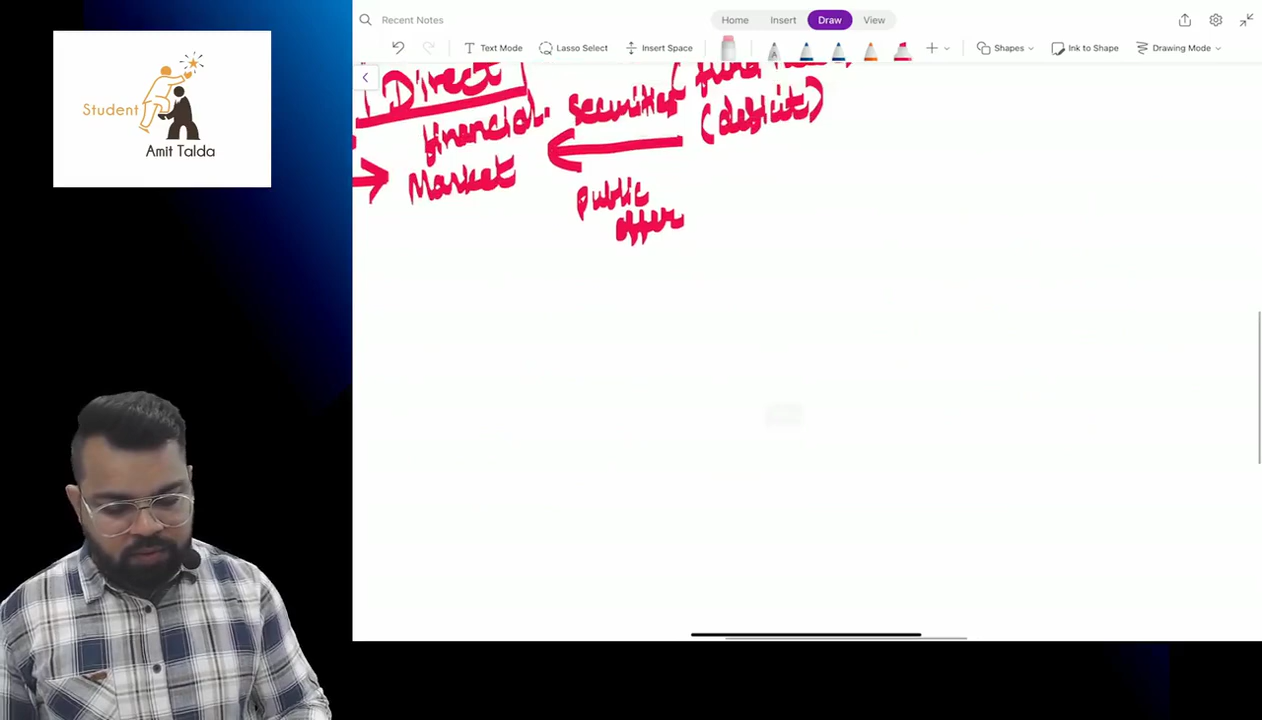 Recent Notes
Home Insert Draw View
Text Mode Lasso Select Insert Space Shapes Ink to Shape Drawing Mode
Student
Amit Talda
Direct
financial
Market
securities
(deficit)
public
offer